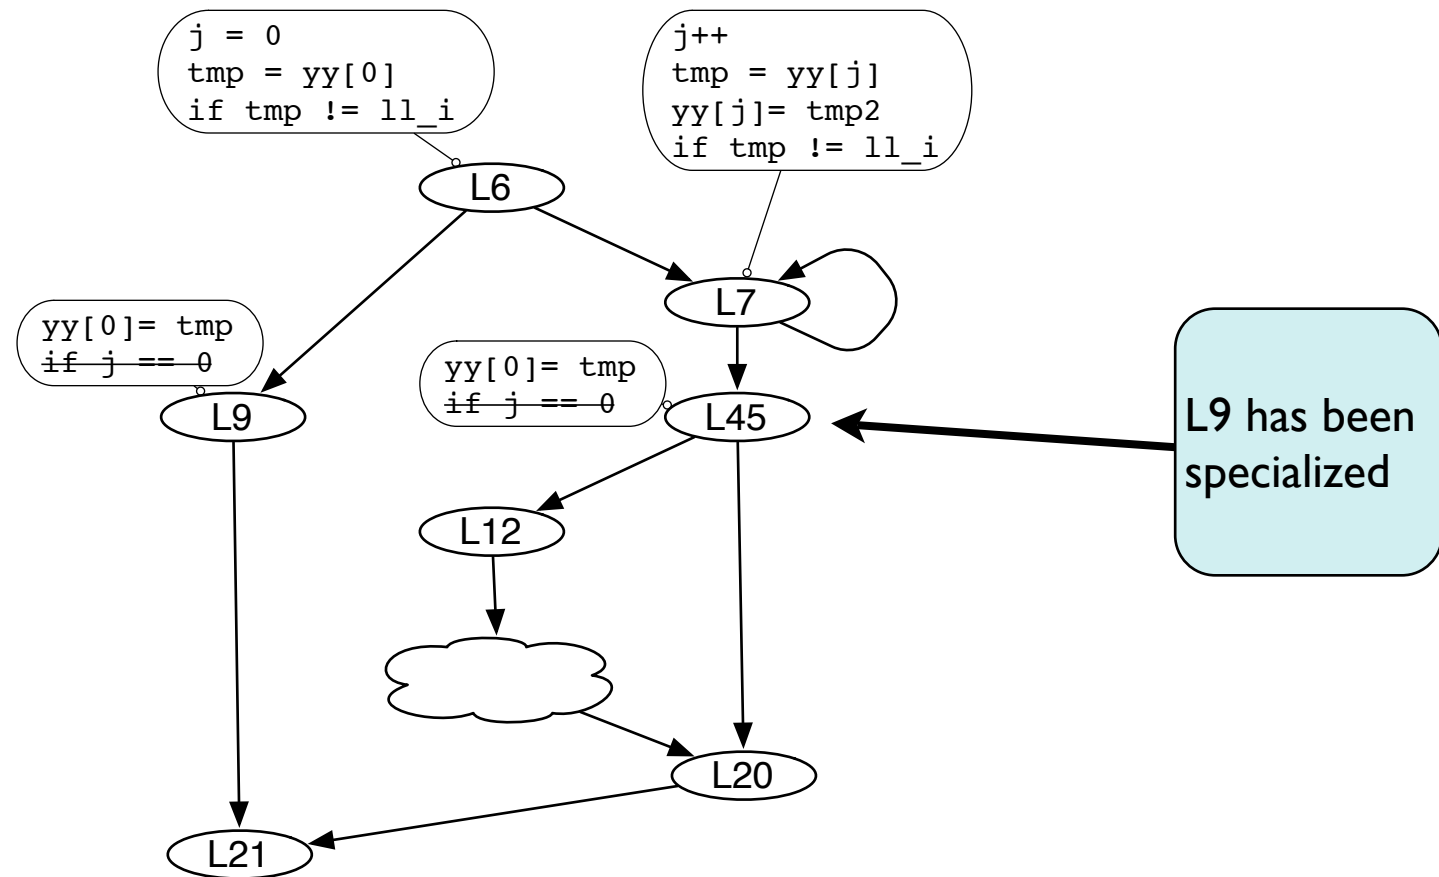 j = 0
tmp = yy[0]
if tmp != ll_i
j++
tmp = yy[j]
yy[j]= tmp2
if tmp != ll_i
L6
L7
yy[0]= tmp
if j == 0
L9
yy[0]= tmp
if j == 0
L45
L9 has been
specialized
L12
L20
L21